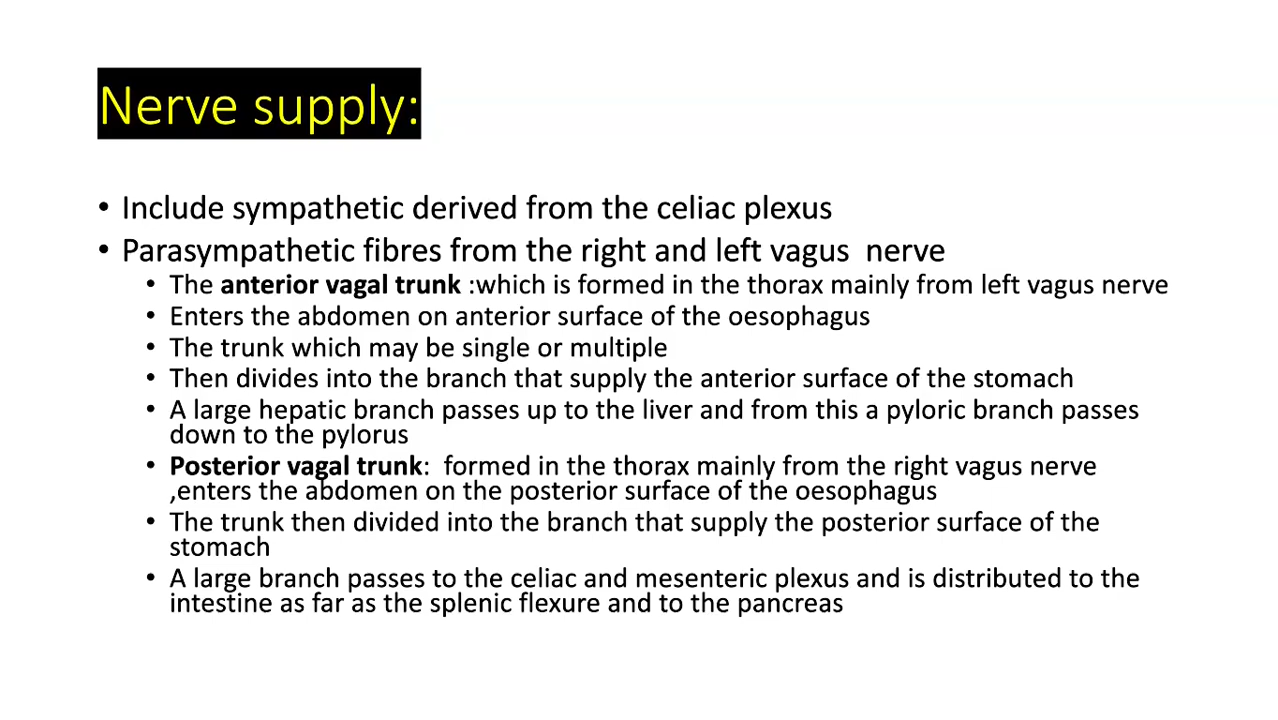 Nerve supply:
• Include sympathetic derived from the celiac plexus
• Parasympathetic fibres from the right and left vagus  nerve
• The anterior vagal trunk :which is formed in the thorax mainly from left vagus nerve
• Enters the abdomen on anterior surface of the oesophagus
• The trunk which may be single or multiple
• Then divides into the branch that supply the anterior surface of the stomach
• A large hepatic branch passes up to the liver and from this a pyloric branch passes
down to the pylorus
• Posterior vagal trunk:  formed in the thorax mainly from the right vagus nerve
,enters the abdomen on the posterior surface of the oesophagus
• The trunk then divided into the branch that supply the posterior surface of the
stomach
• A large branch passes to the celiac and mesenteric plexus and is distributed to the
intestine as far as the splenic flexure and to the pancreas